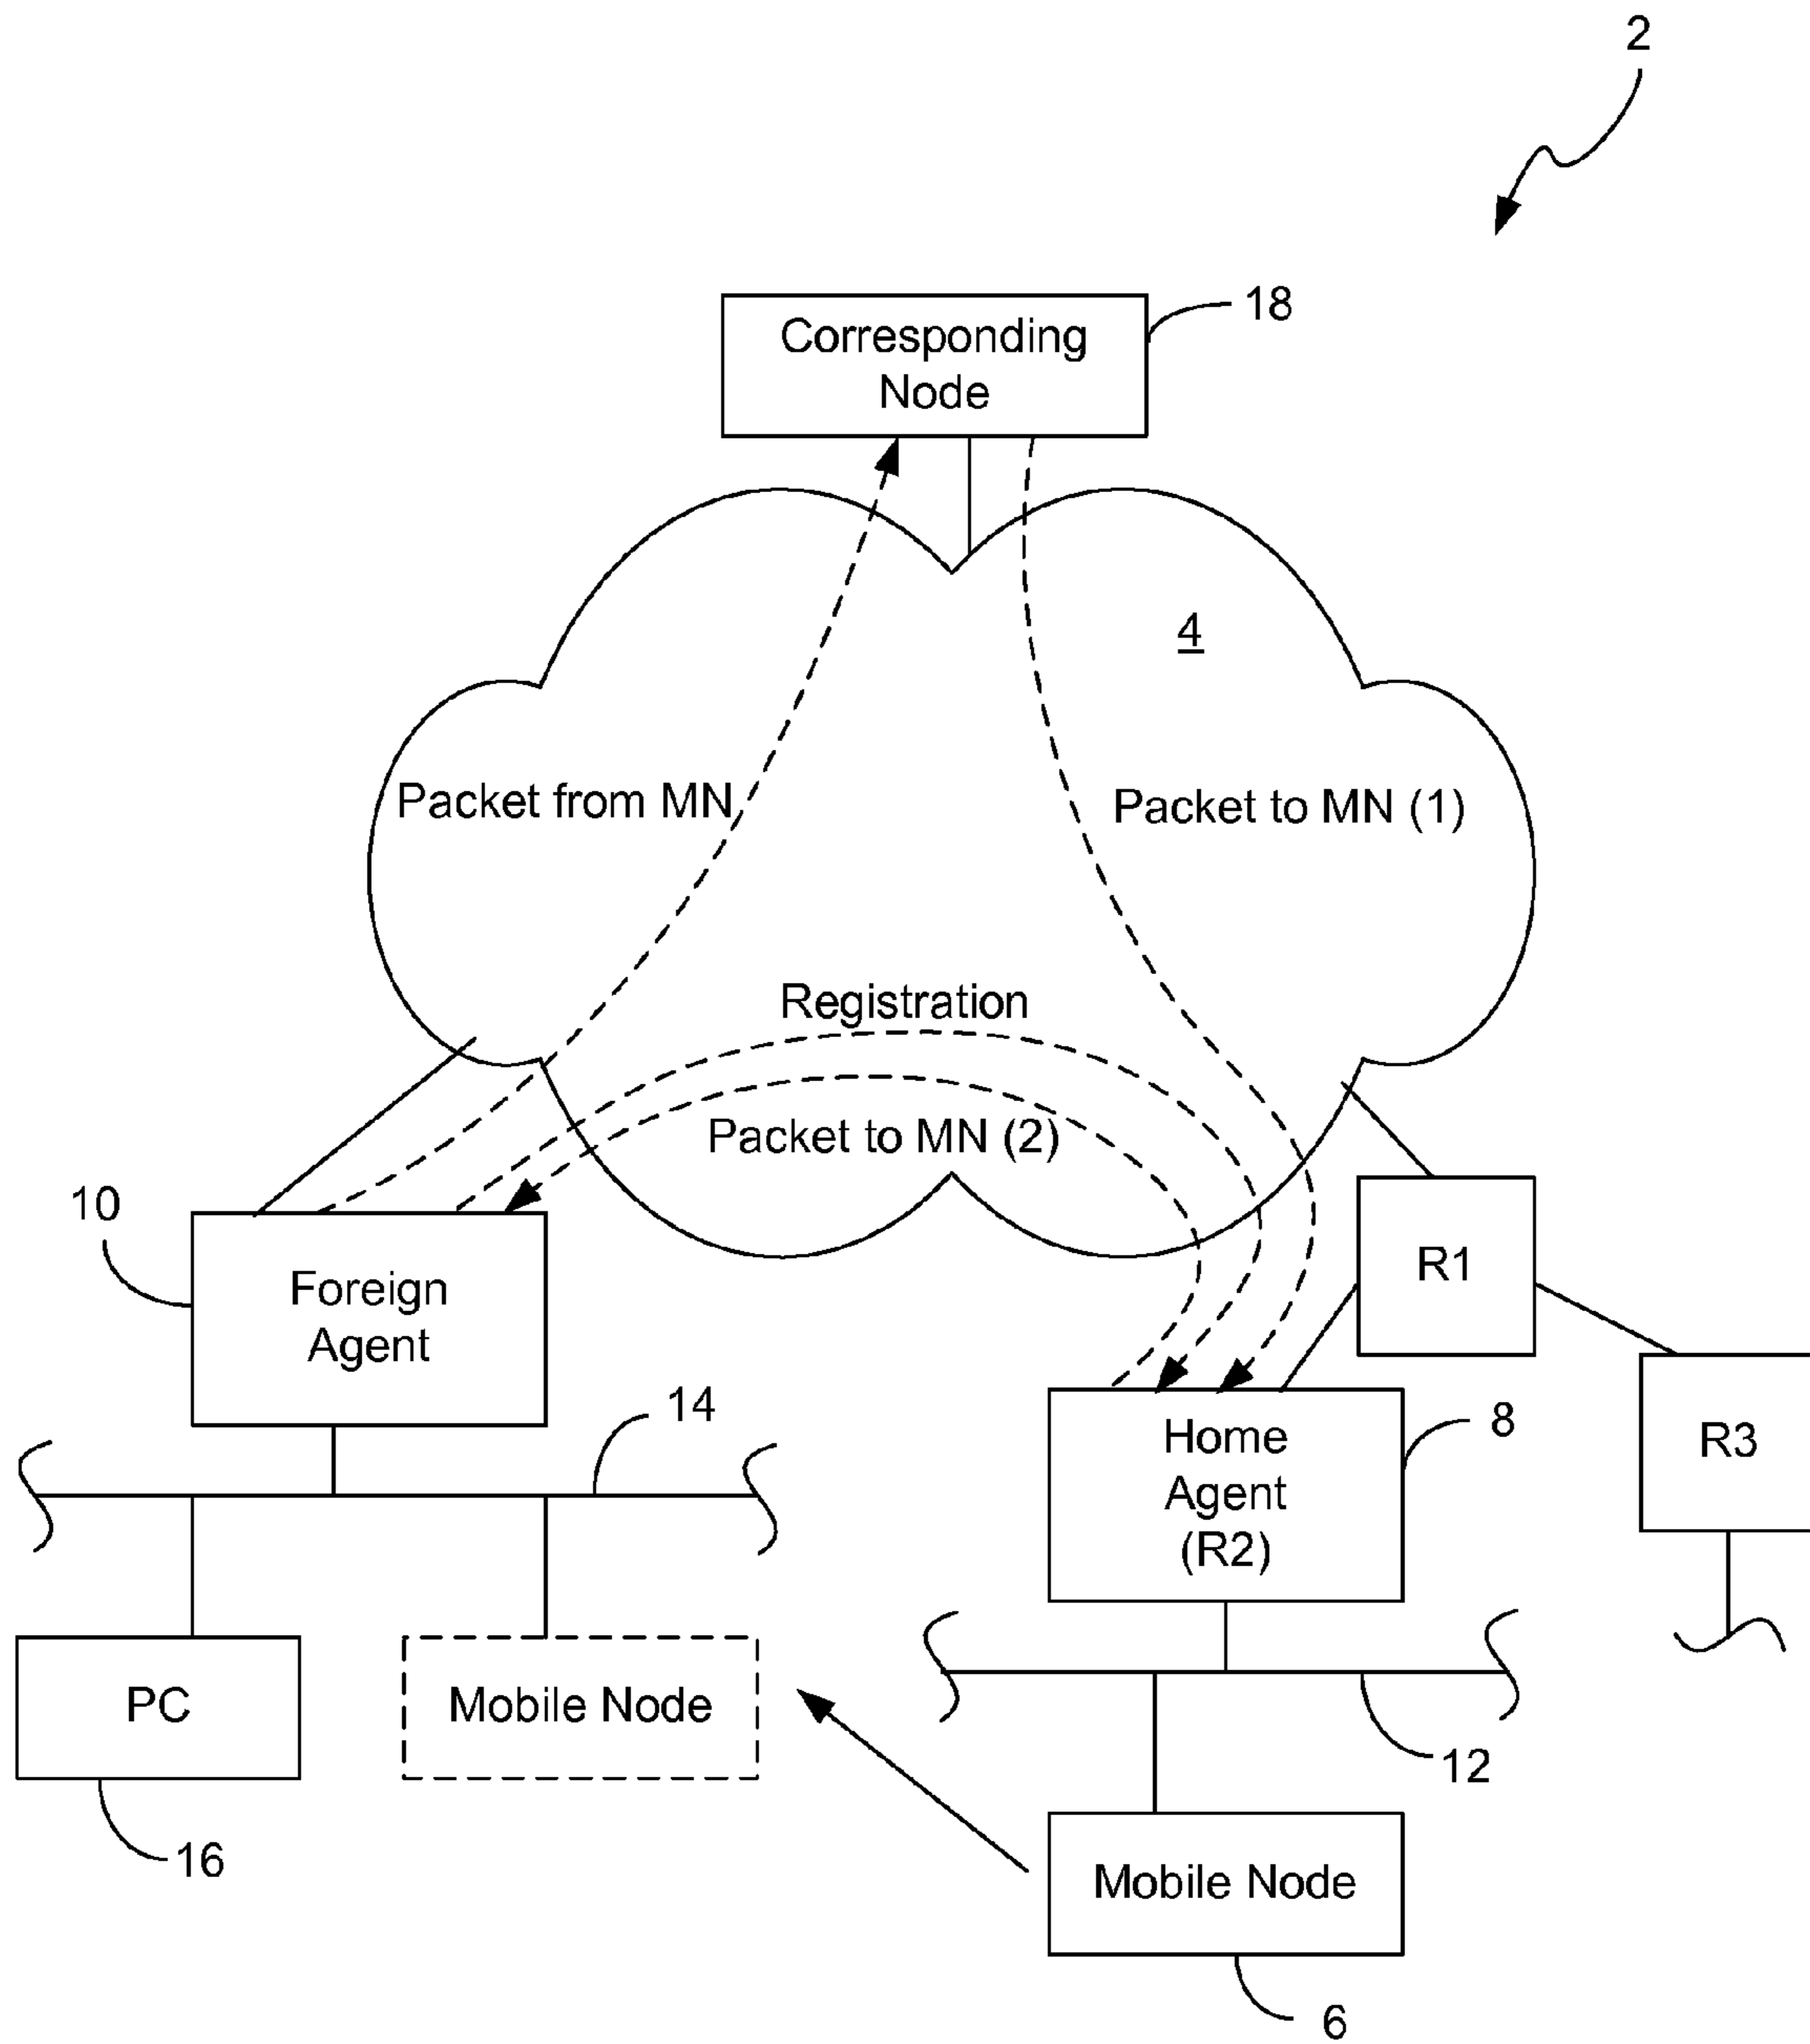 2
Corresponding
Node
18
4
Packet from MN
Packet to MN (1)
Registration
Packet to MN (2)
10
Foreign
Agent
R1
14
Home
Agent
(R2)
8
R3
PC
Mobile Node
12
16
Mobile Node
6